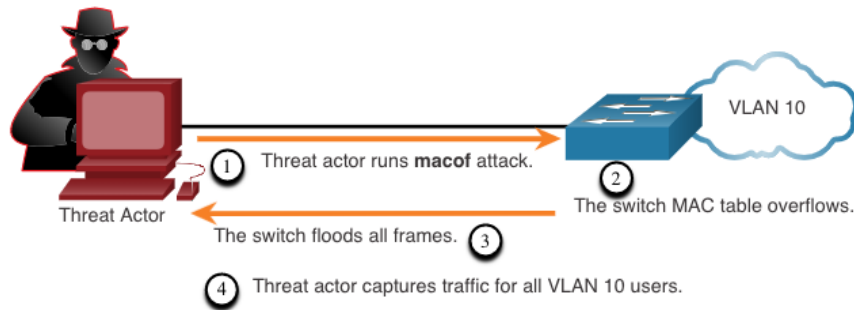 VLAN 10
1
Threat actor runs macof attack.
2
Threat Actor
The switch MAC table overflows.
The switch floods all frames.
3
4
Threat actor captures traffic for all VLAN 10 users.